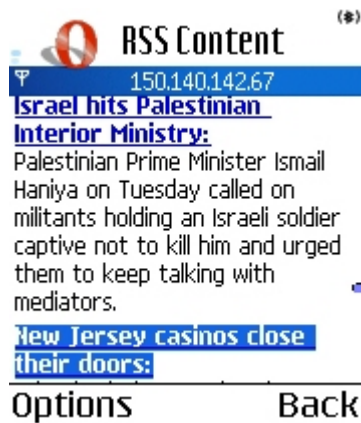 RSS Content
150.140.142.67
Israel hits Palestinian
Interior Ministry:
Palestinian Prime Minister Ismail
Haniya on Tuesday called on
militants holding an Israeli soldier
captive not to kill him and urged
them to keep talking with
mediators.
New Jersey casinos close
their doors:
Options Back